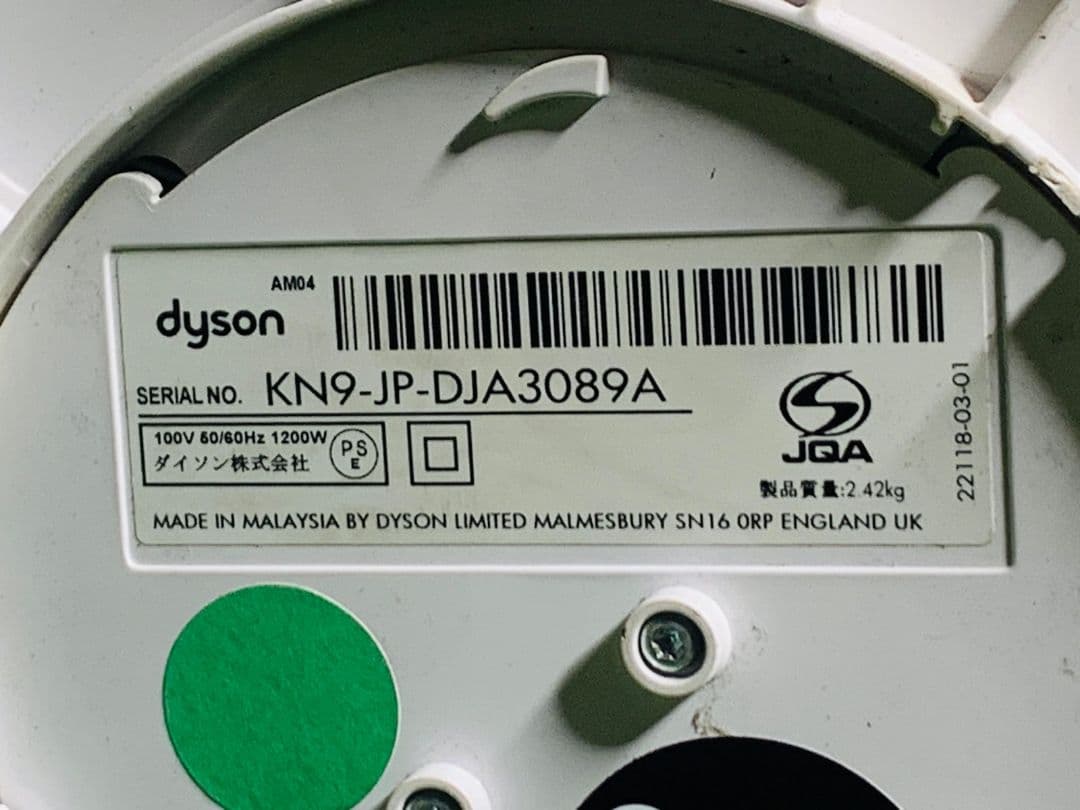 AM04
dyson
SERIAL NO. KN9-JP-DJA3089A
100V 50/60Hz 1200W
ダイソン株式会社
PS
E
JQA
製品質量:2.42kg
22118-03-01
MADE IN MALAYSIA BY DYSON LIMITED MALMESBURY SN16 0RP ENGLAND UK